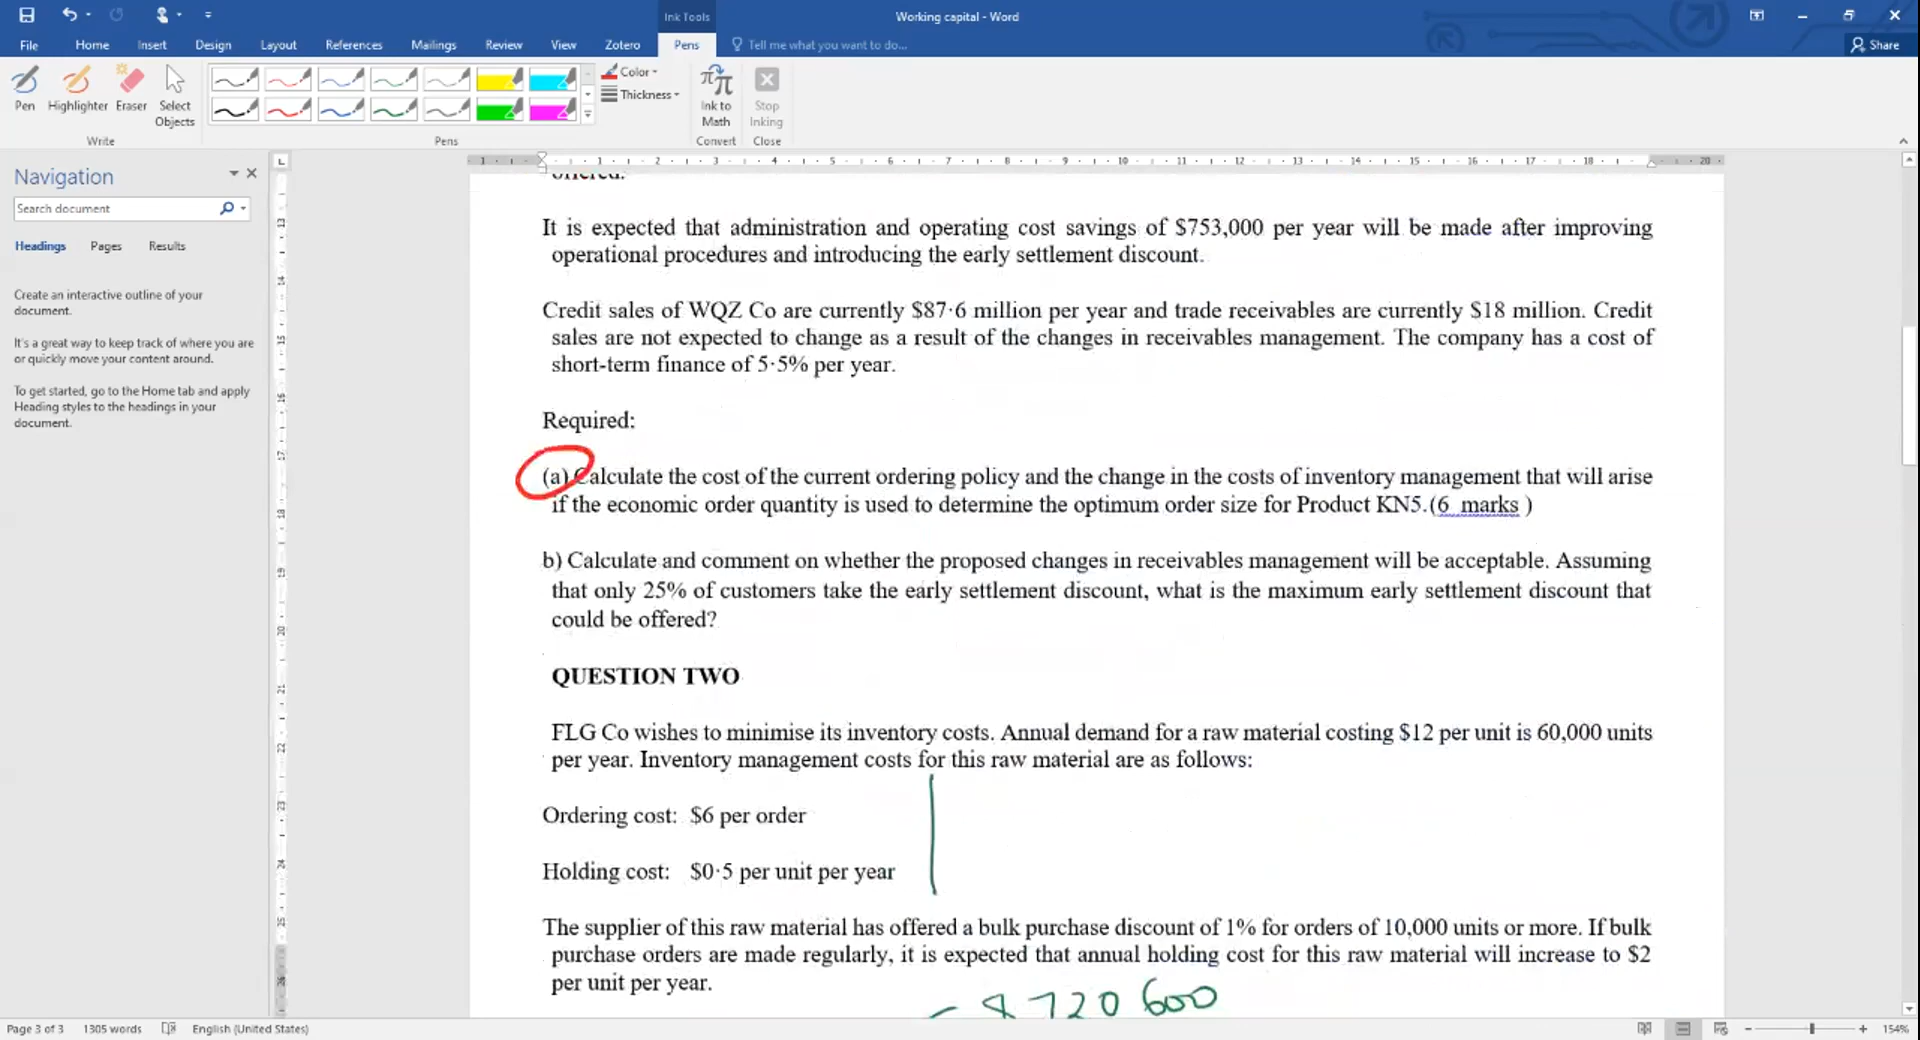 Working capital - Word
Ink Tools
File Home Insert Design Layout References Mailings Review View Zotero Pens Tell me what you want to do... Share
Pen Highlighter Eraser Select Objects
Color
Thickness
Ink to Math
Stop Inking
Write Pens Convert Close
Navigation
Search document
Headings Pages Results
Create an interactive outline of your
document.
It's a great way to keep track of where you are
or quickly move your content around.
To get started, go to the Home tab and apply
Heading styles to the headings in your
document.
offered.
It is expected that administration and operating cost savings of $753,000 per year will be made after improving
operational procedures and introducing the early settlement discount.
Credit sales of WQZ Co are currently $87·6 million per year and trade receivables are currently $18 million. Credit
sales are not expected to change as a result of the changes in receivables management. The company has a cost of
short-term finance of 5·5% per year.
Required:
(a) Calculate the cost of the current ordering policy and the change in the costs of inventory management that will arise
if the economic order quantity is used to determine the optimum order size for Product KN5.(6 marks )
b) Calculate and comment on whether the proposed changes in receivables management will be acceptable. Assuming
that only 25% of customers take the early settlement discount, what is the maximum early settlement discount that
could be offered?
QUESTION TWO
FLG Co wishes to minimise its inventory costs. Annual demand for a raw material costing $12 per unit is 60,000 units
per year. Inventory management costs for this raw material are as follows:
Ordering cost: $6 per order
Holding cost: $0·5 per unit per year
The supplier of this raw material has offered a bulk purchase discount of 1% for orders of 10,000 units or more. If bulk
purchase orders are made regularly, it is expected that annual holding cost for this raw material will increase to $2
per unit per year.
720 600
Page 3 of 3 1305 words English (United States) 154%